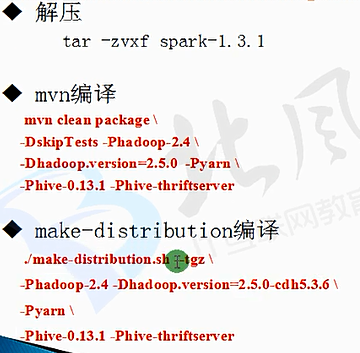 ◆ 解压
tar -zvxf spark-1.3.1
◆ mvn编译
mvn clean package \
-DskipTests -Phadoop-2.4 \
-Dhadoop.version=2.5.0 -Pyarn \
-Phive-0.13.1 -Phive-thriftserver
◆ make-distribution编译
./make-distribution.sh --tgz \
-Phadoop-2.4 -Dhadoop.version=2.5.0-cdh5.3.6 \
-Pyarn \
-Phive-0.13.1 -Phive-thriftserver